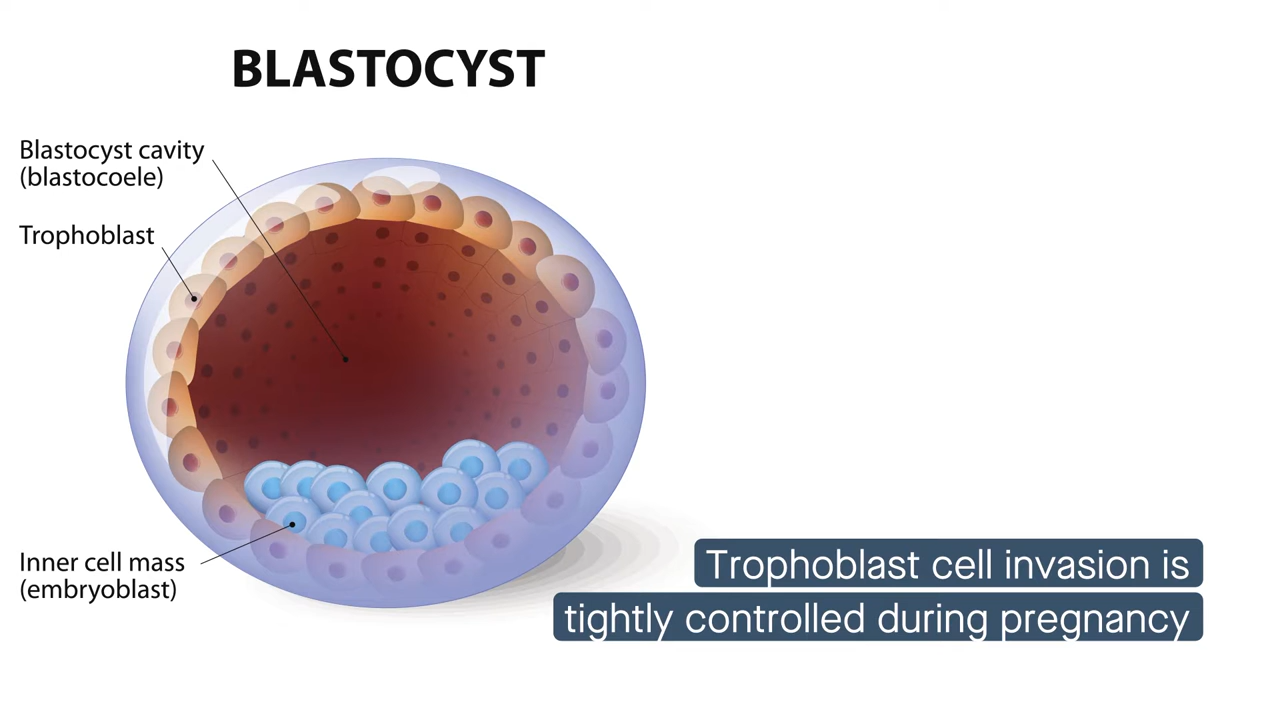 BLASTOCYST
Blastocyst cavity
(blastocoele)
Trophoblast
Inner cell mass
(embryoblast)
Trophoblast cell invasion is
tightly controlled during pregnancy